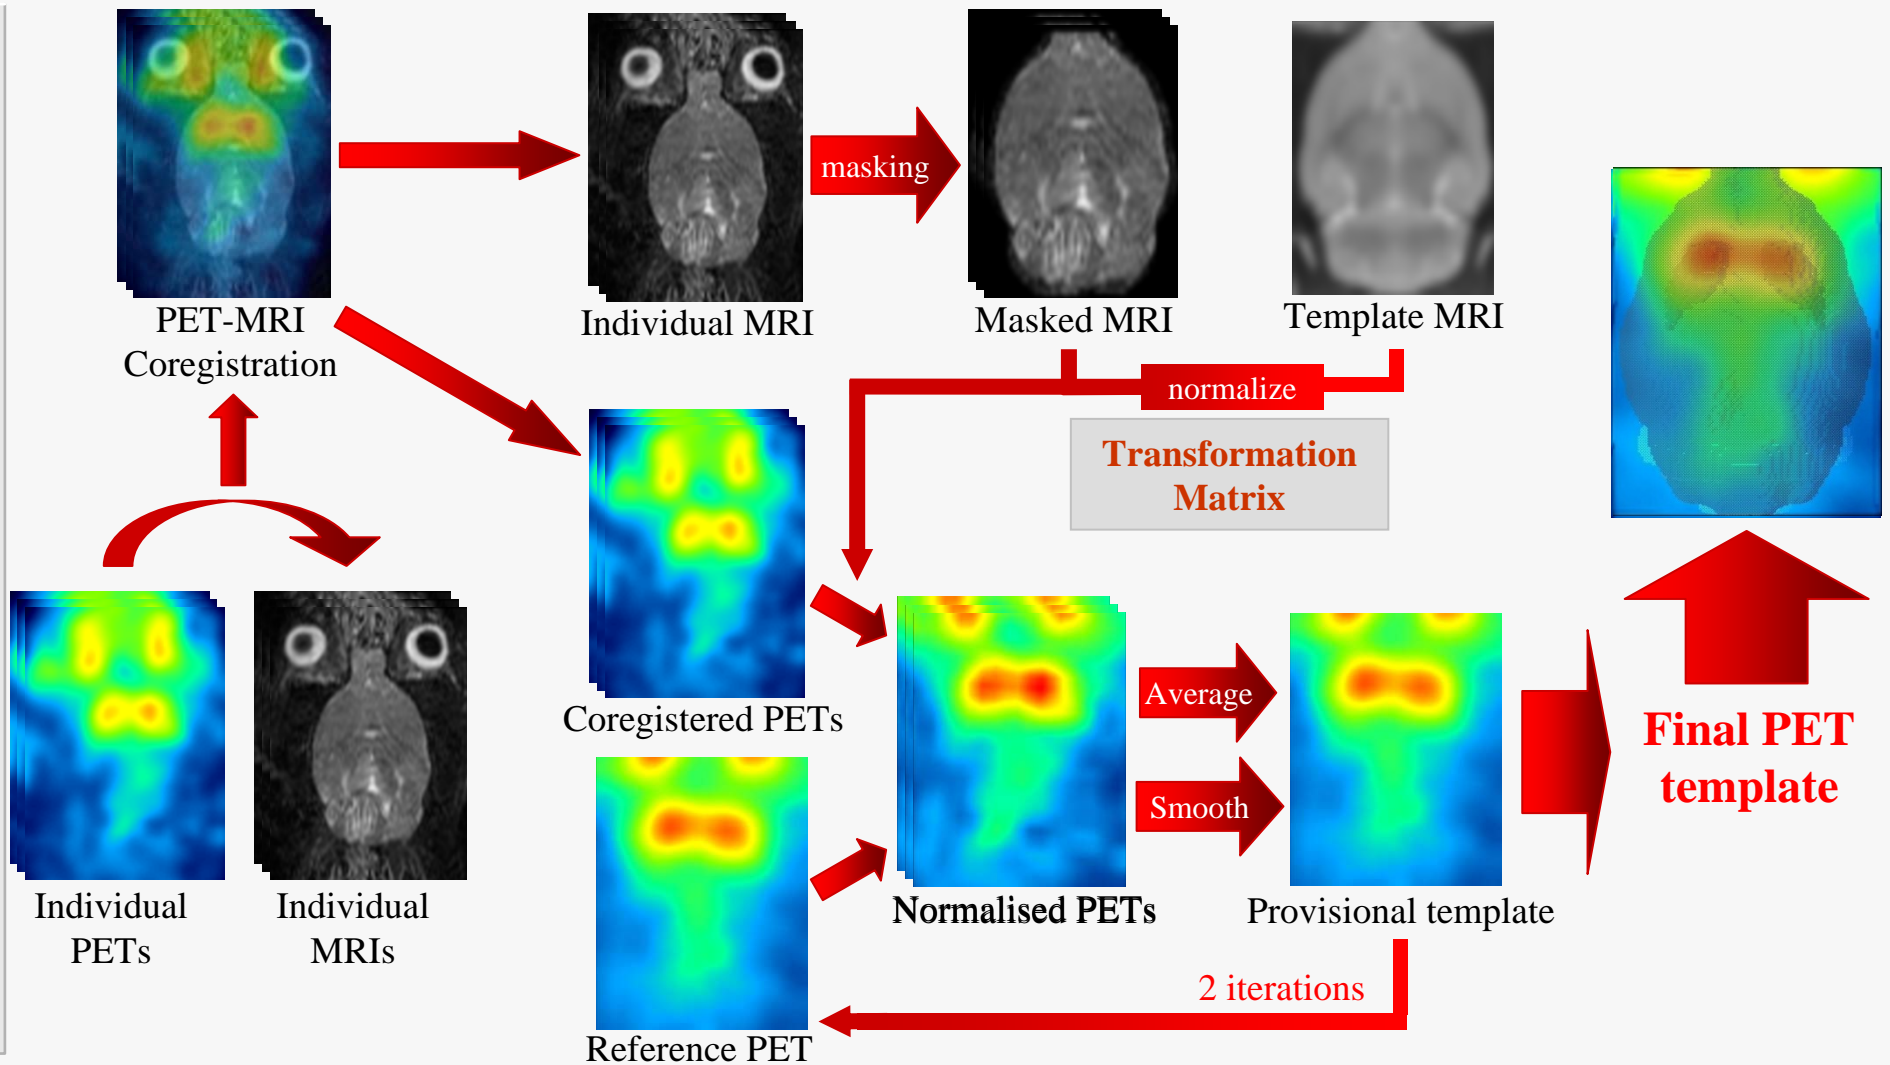 masking
PET-MRI
Coregistration
Individual MRI
Masked MRI
Template MRI
normalize
Transformation
Matrix
Coregistered PETs
Average
Smooth
Final PET
template
Individual
PETs
Individual
MRIs
Normalised PETs
Provisional template
2 iterations
Reference PET